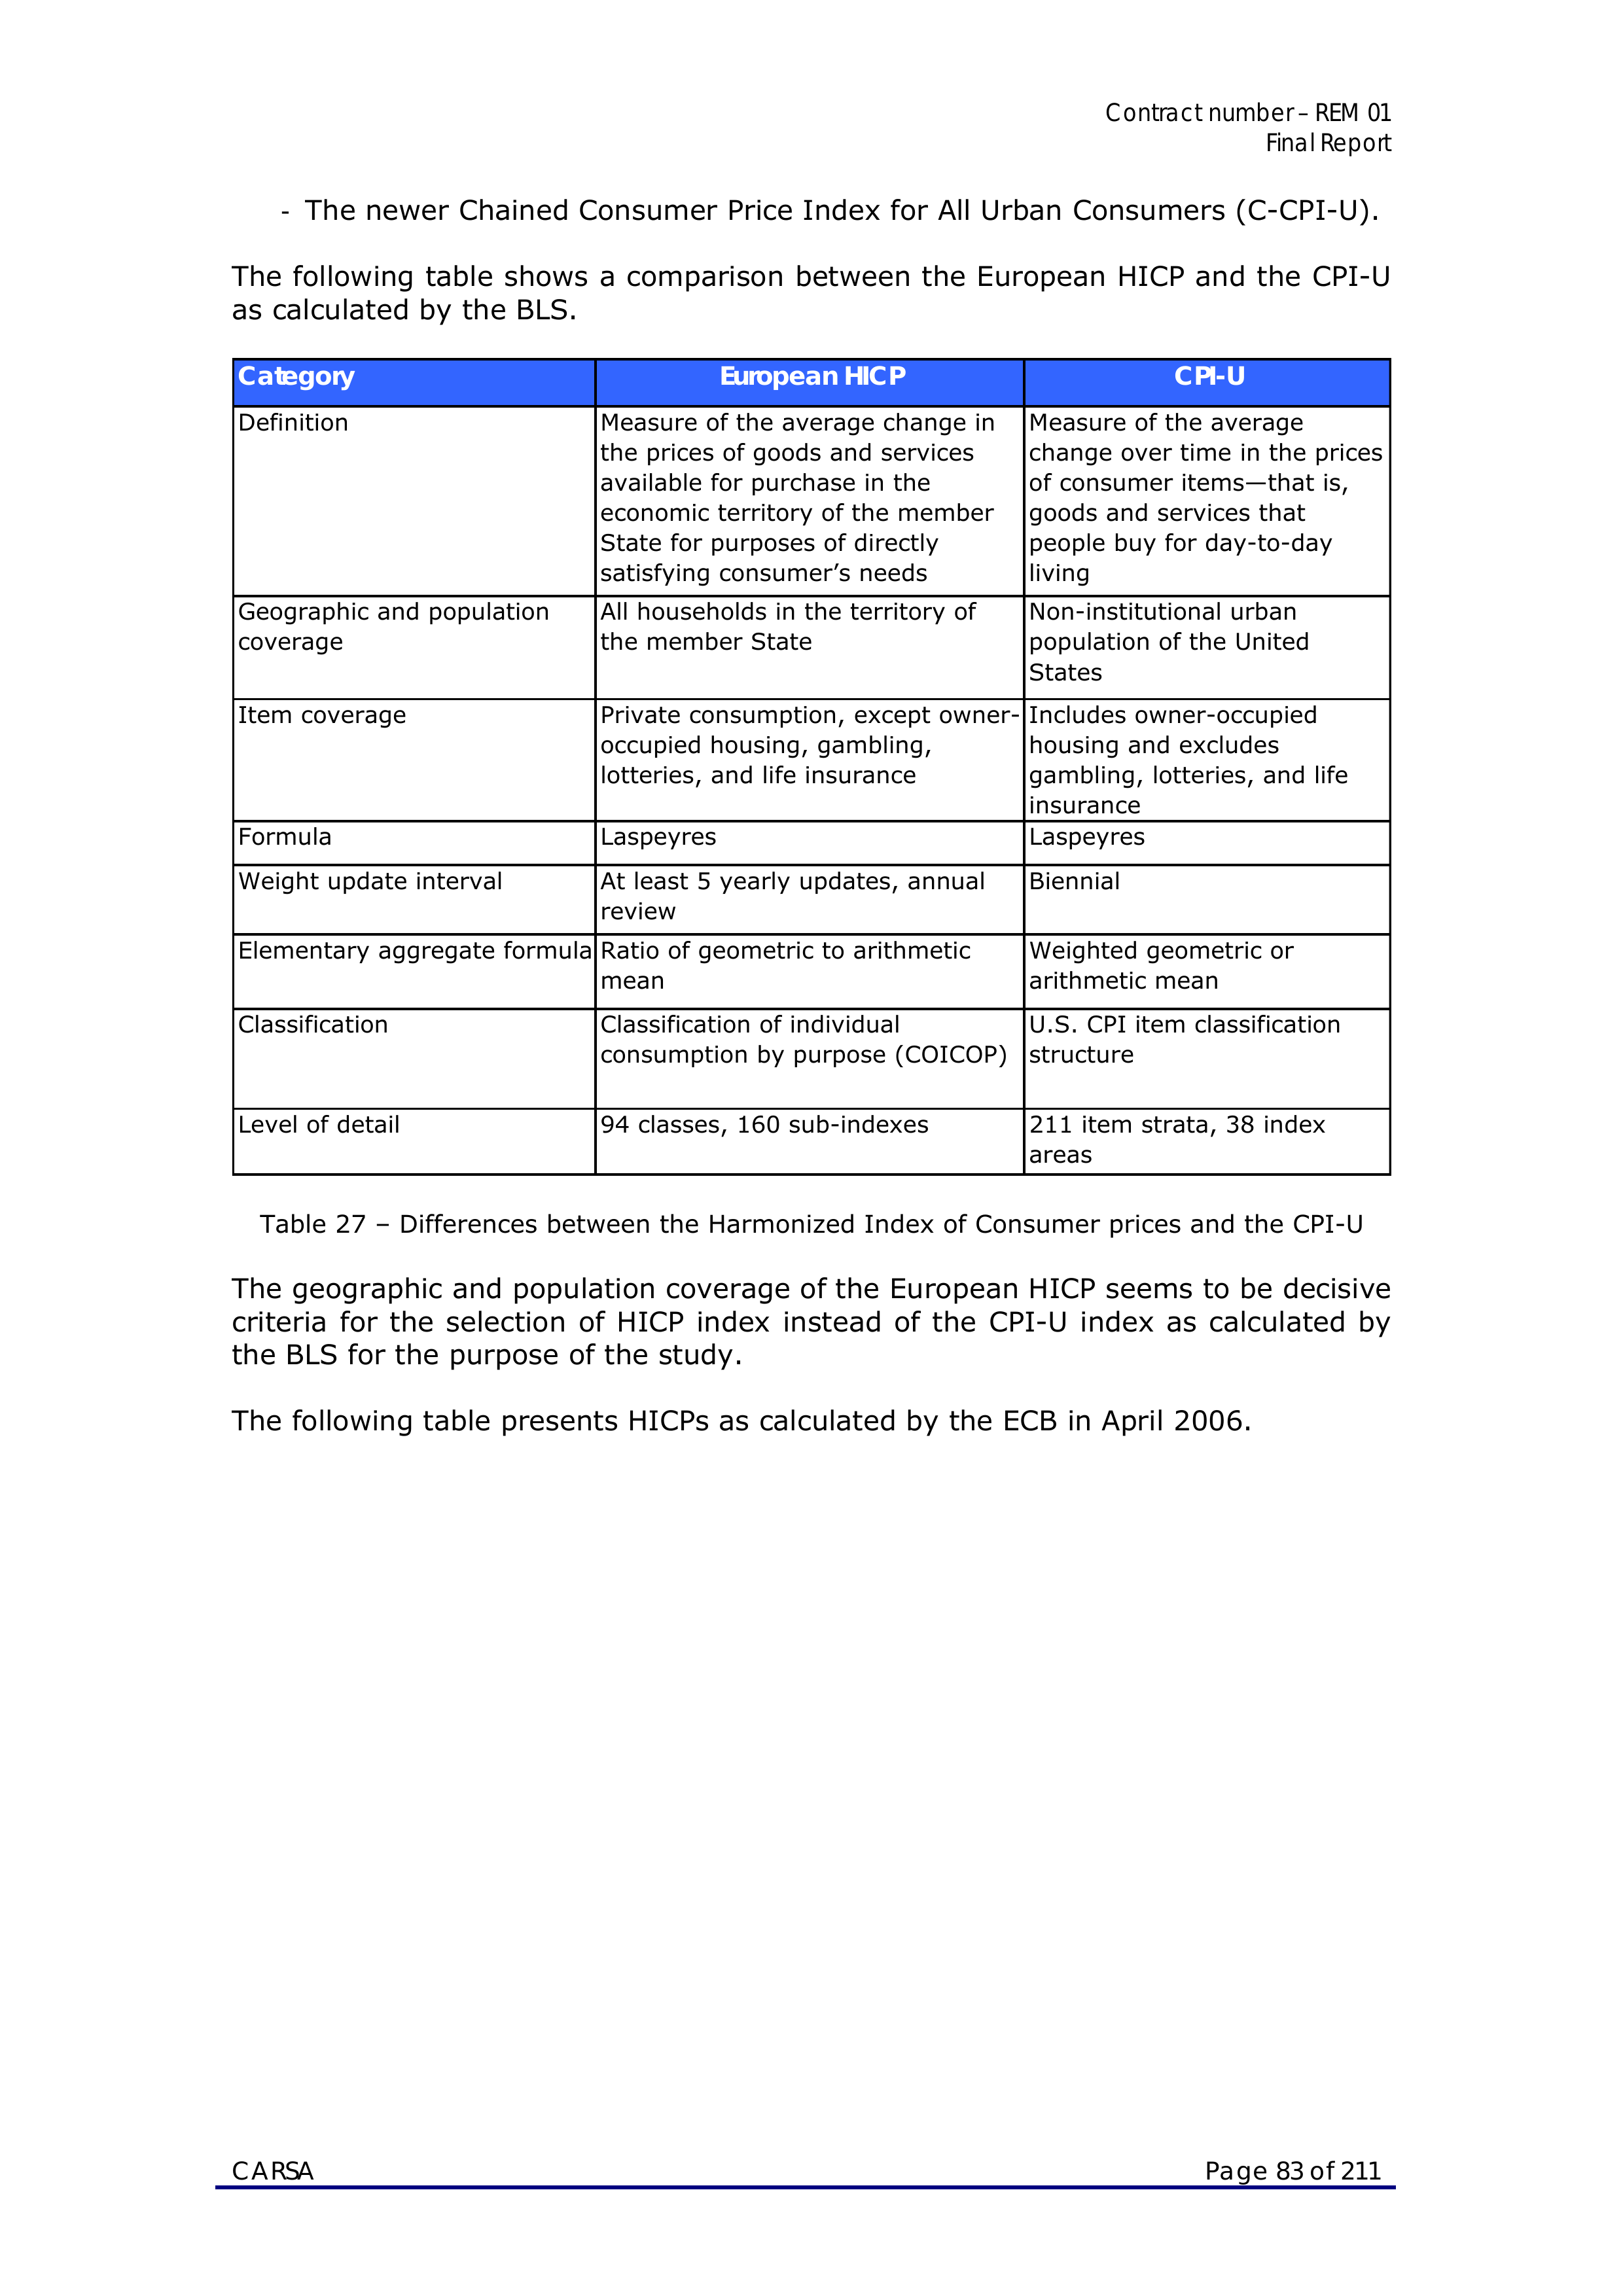 Contract number – REM 01
Final Report
- The newer Chained Consumer Price Index for All Urban Consumers (C-CPI-U).
The following table shows a comparison between the European HICP and the CPI-U
as calculated by the BLS.
Category
European HICP
CPI-U
Definition
Measure of the average change in
the prices of goods and services
available for purchase in the
economic territory of the member
State for purposes of directly
satisfying consumer’s needs
Measure of the average
change over time in the prices
of consumer items—that is,
goods and services that
people buy for day-to-day
living
Geographic and population
coverage
All households in the territory of
the member State
Non-institutional urban
population of the United
States
Item coverage
Private consumption, except owner-
occupied housing, gambling,
lotteries, and life insurance
Includes owner-occupied
housing and excludes
gambling, lotteries, and life
insurance
Formula
Laspeyres
Laspeyres
Weight update interval
At least 5 yearly updates, annual
review
Biennial
Elementary aggregate formula
Ratio of geometric to arithmetic
mean
Weighted geometric or
arithmetic mean
Classification
Classification of individual
consumption by purpose (COICOP)
U.S. CPI item classification
structure
Level of detail
94 classes, 160 sub-indexes
211 item strata, 38 index
areas
Table 27 – Differences between the Harmonized Index of Consumer prices and the CPI-U
The geographic and population coverage of the European HICP seems to be decisive
criteria for the selection of HICP index instead of the CPI-U index as calculated by
the BLS for the purpose of the study.
The following table presents HICPs as calculated by the ECB in April 2006.
CARSA
Page 83 of 211